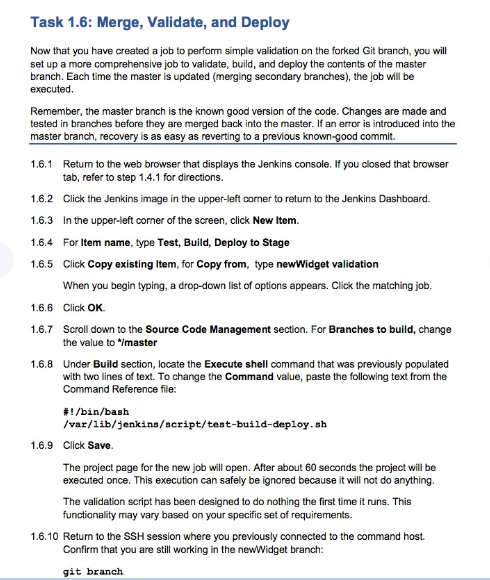 Task 1.6: Merge, Validate, and Deploy
Now that you have created a job to perform simple validation on the forked Git branch, you will
set up a more comprehensive job to validate, build, and deploy the contents of the master
branch. Each time the master is updated (merging secondary branches), the job will be
executed.
Remember, the master branch is the known good version of the code. Changes are made and
tested in branches before they are merged back into the master. If an error is introduced into the
master branch, recovery is as easy as reverting to a previous known-good commit.
1.6.1 Return to the web browser that displays the Jenkins console. If you closed that browser
tab, refer to step 1.4.1 for directions.
1.6.2 Click the Jenkins image in the upper-left corner to return to the Jenkins Dashboard.
1.6.3 In the upper-left corner of the screen, click New Item.
1.6.4 For Item name, type Test, Build, Deploy to Stage
1.6.5 Click Copy existing Item, for Copy from, type newWidget validation
When you begin typing, a drop-down list of options appears. Click the matching job.
1.6.6 Click OK.
1.6.7 Scroll down to the Source Code Management section. For Branches to build, change
the value to */master
1.6.8 Under Build section, locate the Execute shell command that was previously populated
with two lines of text. To change the Command value, paste the following text from the
Command Reference file:
#!/bin/bash
/var/lib/jenkins/script/test-build-deploy.sh
1.6.9 Click Save.
The project page for the new job will open. After about 60 seconds the project will be
executed once. This execution can safely be ignored because it will not do anything.
The validation script has been designed to do nothing the first time it runs. This
functionality may vary based on your specific set of requirements.
1.6.10 Return to the SSH session where you previously connected to the command host.
Confirm that you are still working in the newWidget branch:
git branch